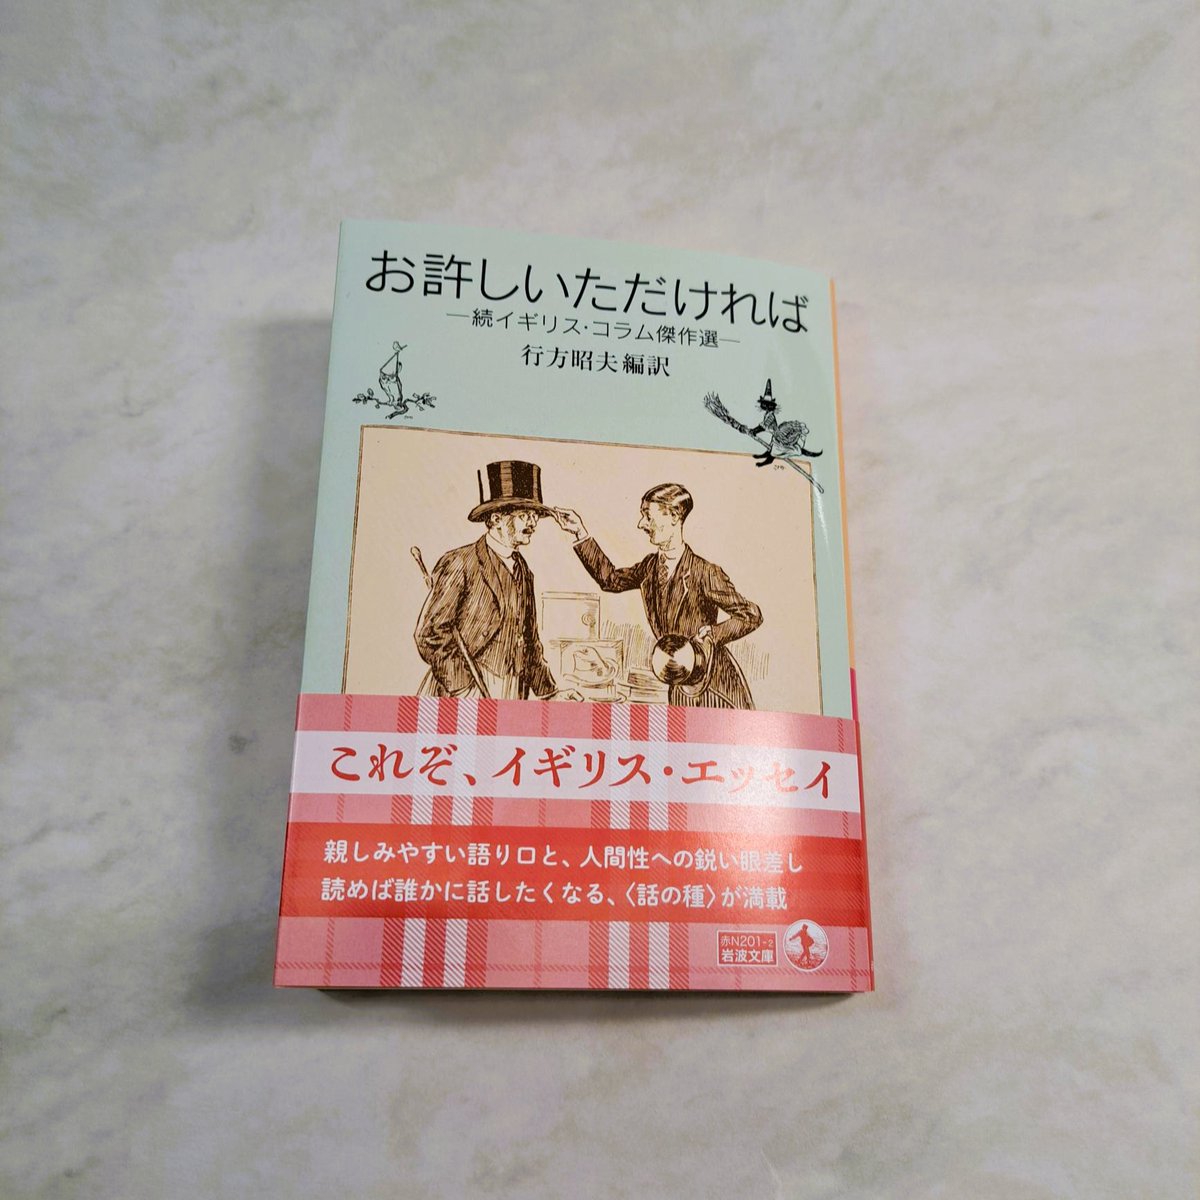 お許しいただければ
―続イギリス・コラム傑作選―
行方昭夫編訳
これぞ、イギリス・エッセイ
親しみやすい語り口と、人間性への鋭い眼差し
読めば誰かに話したくなる、〈話の種〉が満載
赤N201-2
岩波文庫